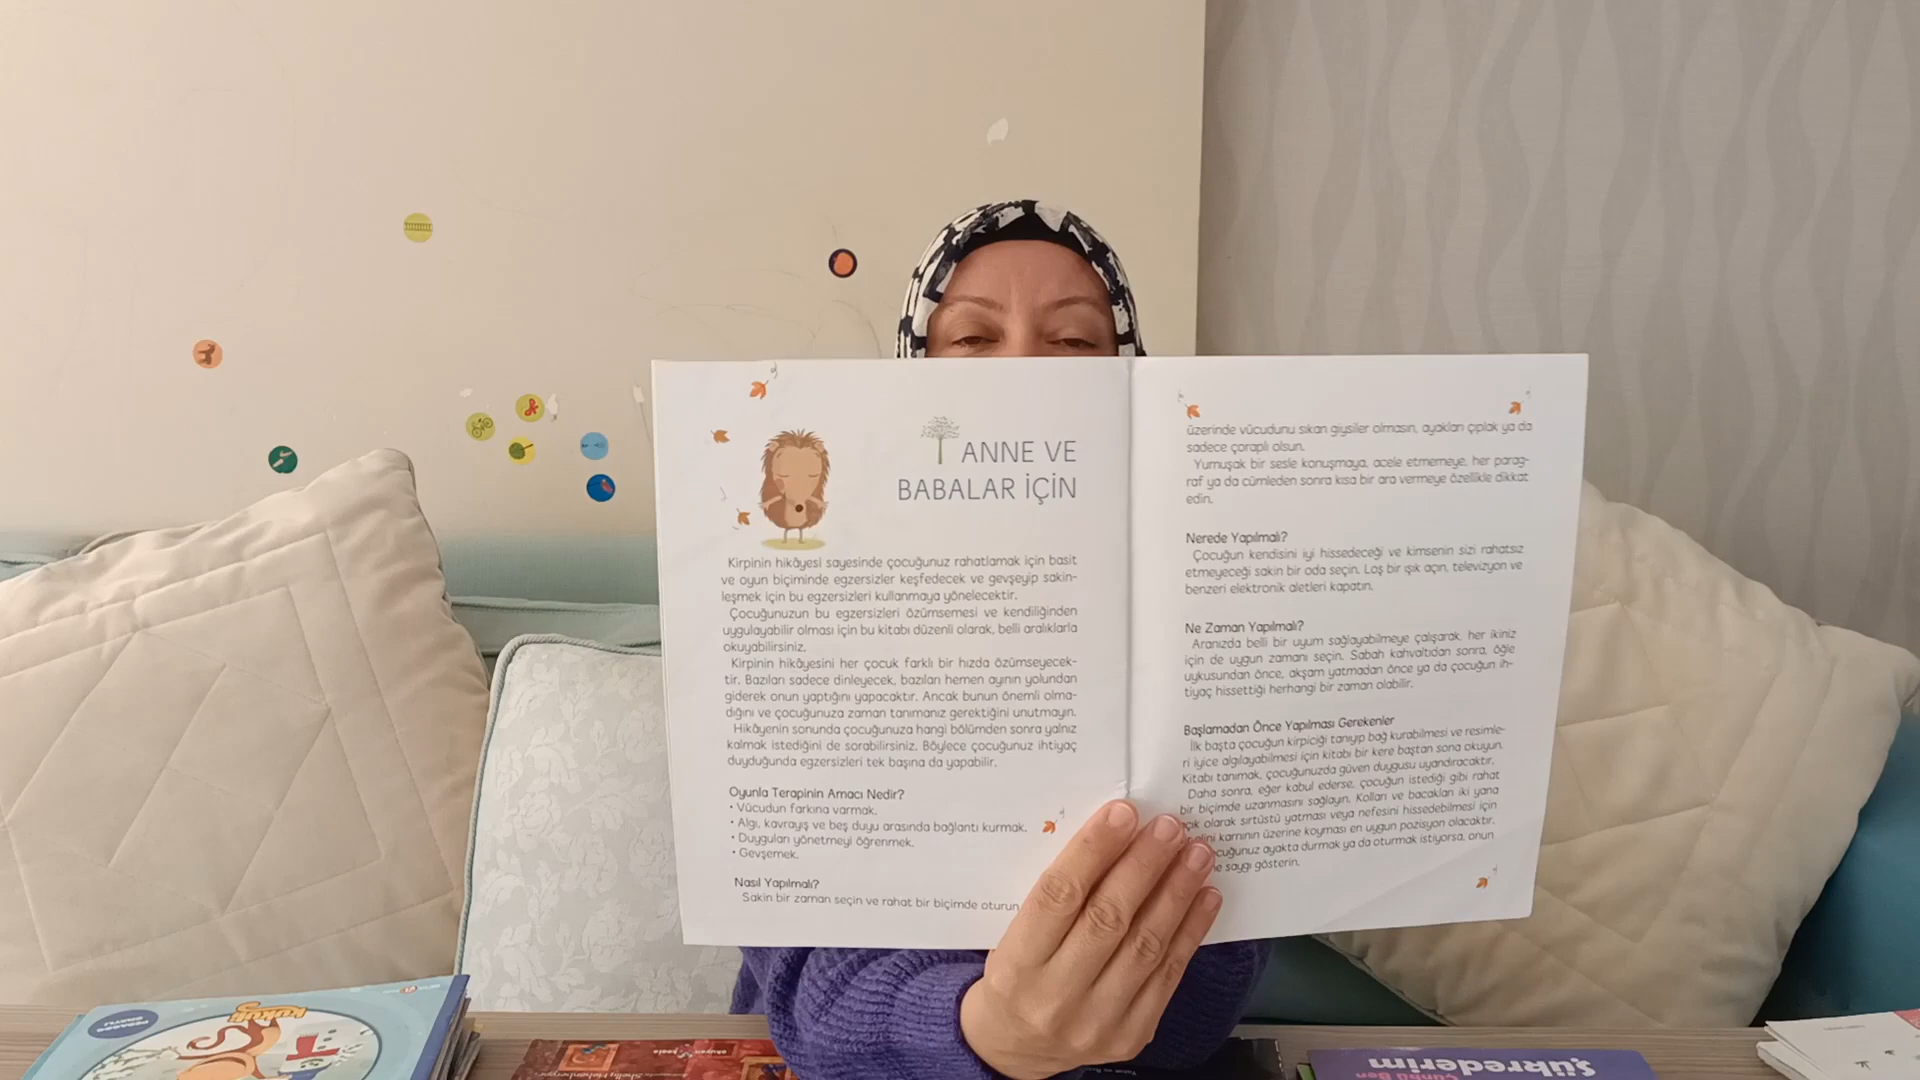 ANNE VE
BABALAR İÇİN
Kirpinin hikâyesi sayesinde çocuğunuz rahatlamak için basit
ve oyun biçiminde egzersizler keşfedecek ve gevşeyip sakin-
leşmek için bu egzersizleri kullanmaya yönelecektir.
Çocuğunuzun bu egzersizleri özümsemesi ve kendiliğinden
uygulayabilir olması için bu kitabı düzenli olarak, belli aralıklarla
okuyabilirsiniz.
Kirpinin hikâyesini her çocuk farklı bir hızda özümseyecek-
tir. Bazıları sadece dinleyecek, bazıları hemen ayının yolundan
giderek onun yaptığını yapacaktır. Ancak bunun önemli olma-
dığını ve çocuğunuza zaman tanımanız gerektiğini unutmayın.
Hikâyenin sonunda çocuğunuza hangi bölümden sonra yalnız
kalmak istediğini de sorabilirsiniz. Böylece çocuğunuz ihtiyaç
duyduğunda egzersizleri tek başına da yapabilir.
Oyunla Terapinin Amacı Nedir?
• Vücudun farkına varmak.
• Algı, kavrayış ve beş duyu arasında bağlantı kurmak.
• Duyguları yönetmeyi öğrenmek.
• Gevşemek.
Nasıl Yapılmalı?
Sakin bir zaman seçin ve rahat bir biçimde oturun
üzerinde vücudunu sıkan giysiler olmasın, ayakları çıplak ya da
sadece çoraplı olsun.
Yumuşak bir sesle konuşmaya, acele etmemeye, her parag-
raf ya da cümleden sonra kısa bir ara vermeye özellikle dikkat
edin.
Nerede Yapılmalı?
Çocuğun kendisini iyi hissedeceği ve kimsenin sizi rahatsız
etmeyeceği sakin bir oda seçin. Loş bir ışık açın, televizyon ve
benzeri elektronik aletleri kapatın.
Ne Zaman Yapılmalı?
Aranızda belli bir uyum sağlayabilmeye çalışarak, her ikiniz
için de uygun zamanı seçin. Sabah kahvaltıdan sonra, öğle
uykusundan önce, akşam yatmadan önce ya da çocuğun ih-
tiyaç hissettiği herhangi bir zaman olabilir.
Başlamadan Önce Yapılması Gerekenler
İlk başta çocuğun kirpiciği tanıyıp bağ kurabilmesi ve resimle-
ri iyice algılayabilmesi için kitabı bir kere baştan sona okuyun.
Kitabı tanımak, çocuğunuzda güven duygusu uyandıracaktır.
Daha sonra, eğer kabul ederse, çocuğun istediği gibi rahat
bir biçimde uzanmasını sağlayın. Kolları ve bacakları iki yana
açık olarak sırtüstü yatması veya nefesini hissedebilmesi için
elini karnının üzerine koyması en uygun pozisyon olacaktır.
çocuğunuz ayakta durmak ya da oturmak istiyorsa, onun
saygı gösterin.
PEDAGOG
ONAYLI
Çünkü Ben
Şükrederim